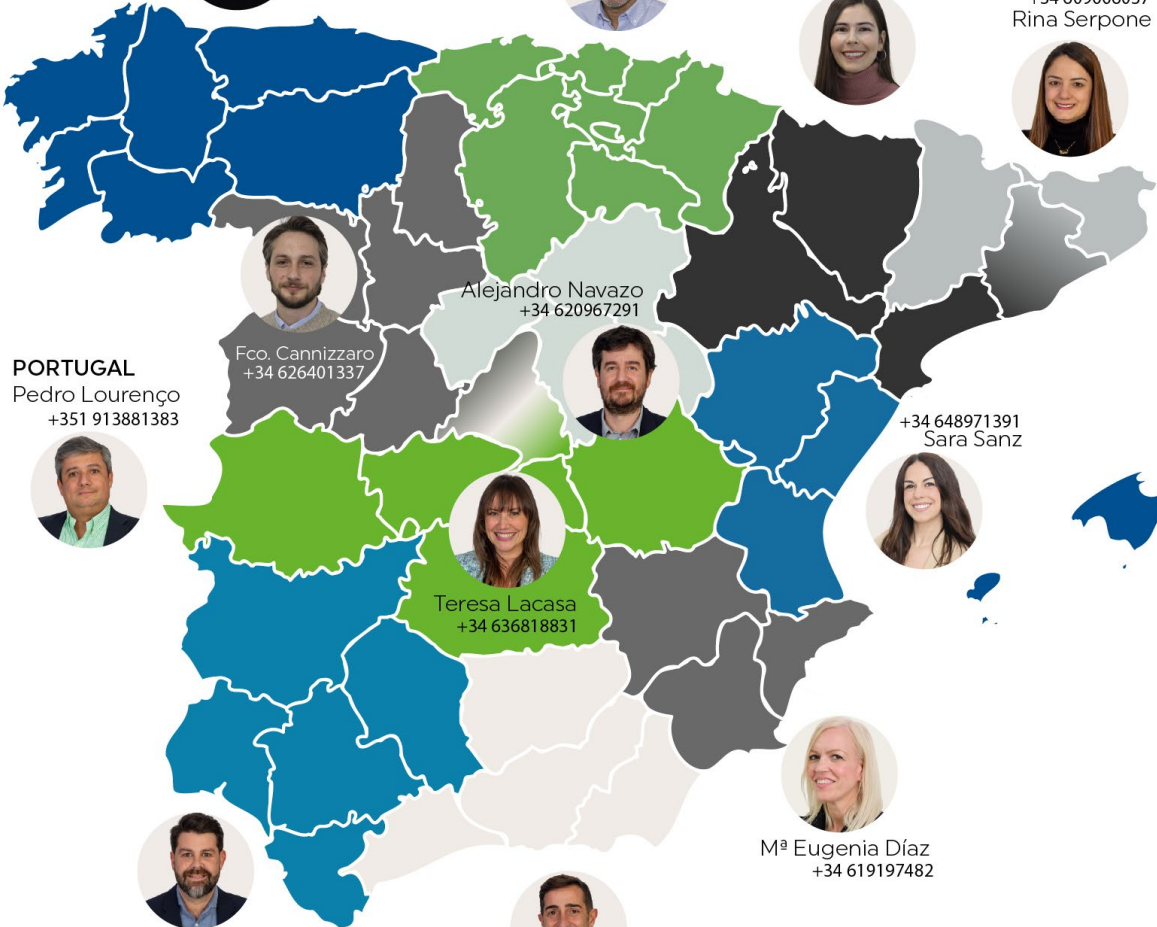 Rina Serpone
Alejandro Navazo
+34 620967291
Fco. Cannizzaro
+34 626401337
PORTUGAL
Pedro Lourenço
+351 913881383
+34 648971391
Sara Sanz
Teresa Lacasa
+34 636818831
Mª Eugenia Díaz
+34 619197482